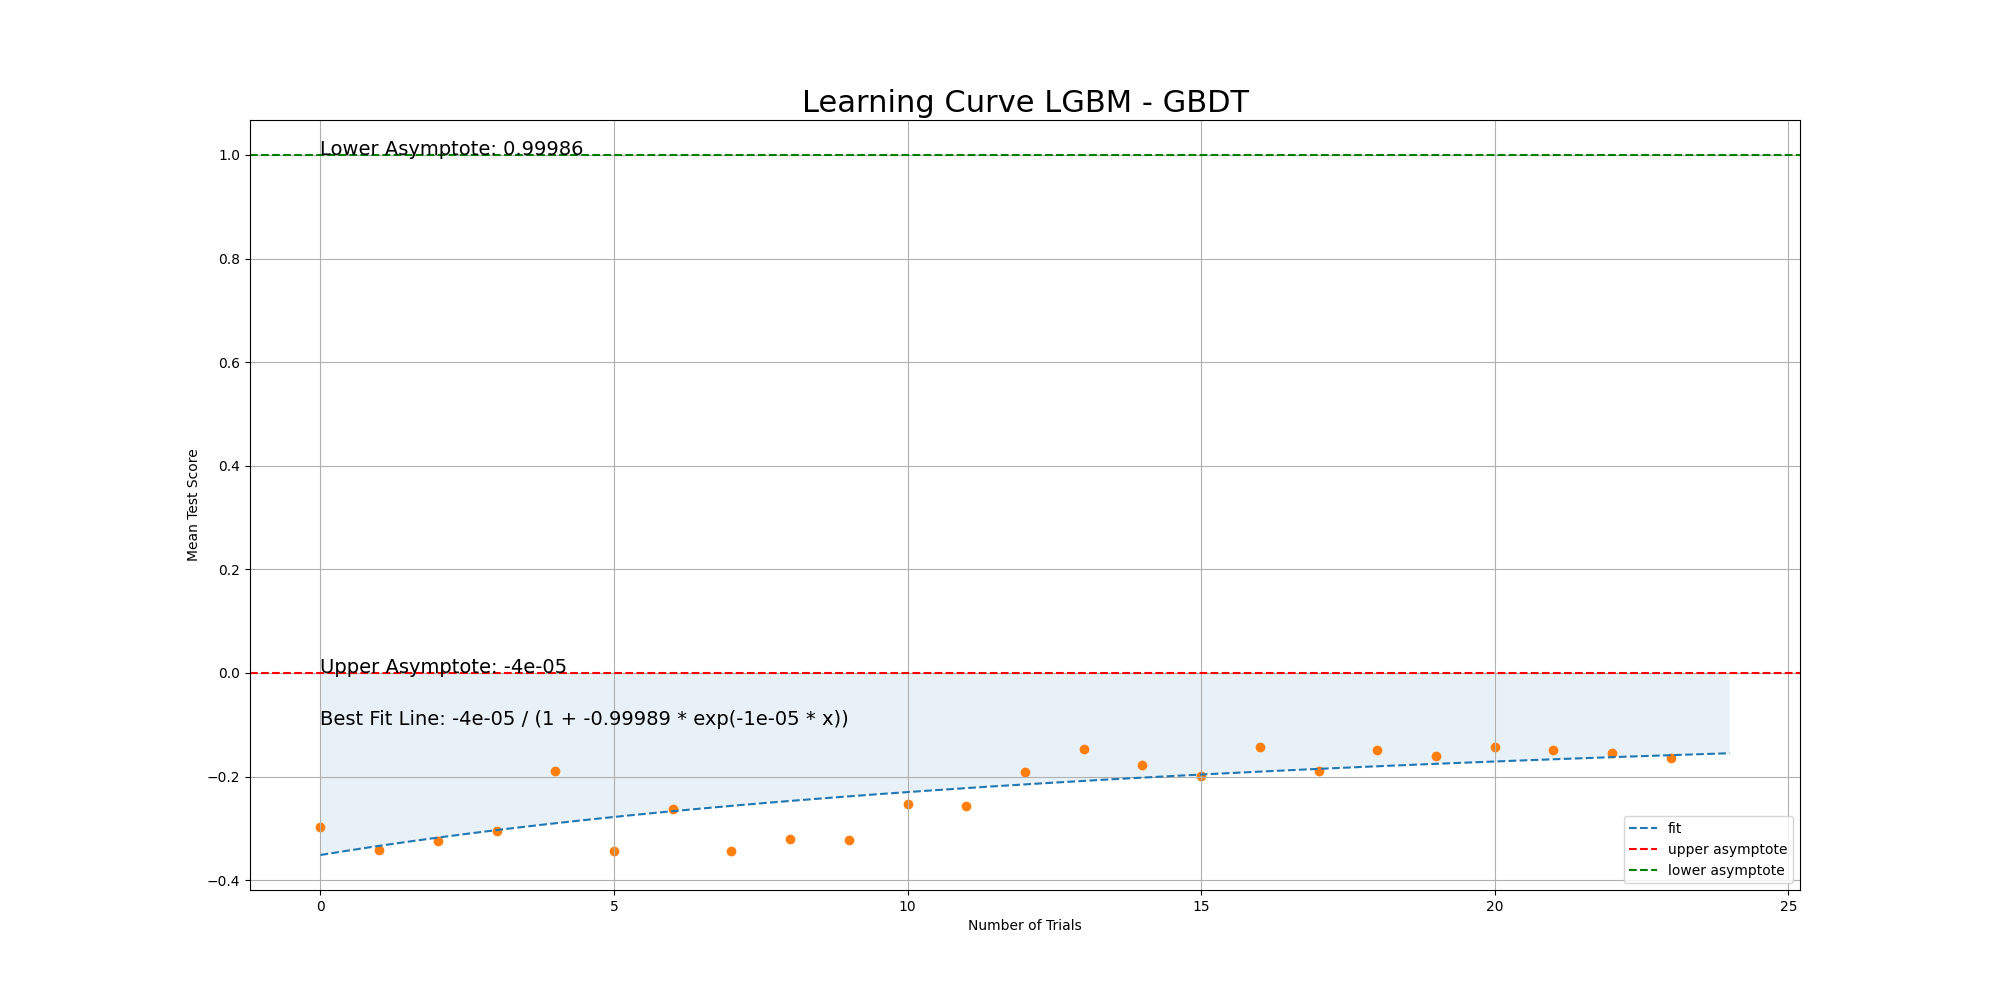 Learning Curve LGBM - GBDT
Lower Asymptote: 0.99986
1.0
0.8
0.6
0.4
0.2
0.0
−0.2
−0.4
Mean Test Score
Upper Asymptote: -4e-05
Best Fit Line: -4e-05 / (1 + -0.99989 * exp(-1e-05 * x))
fit
upper asymptote
lower asymptote
0 5 10 15 20 25
Number of Trials